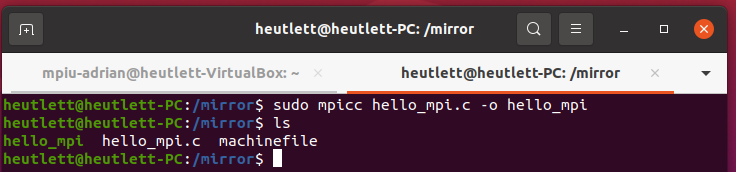 heutlett@heutlett-PC: /mirror
mpiu-adrian@heutlett-VirtualBox: ~ ×
heutlett@heutlett-PC: /mirror ×
heutlett@heutlett-PC:/mirror$ sudo mpicc hello_mpi.c -o hello_mpi
heutlett@heutlett-PC:/mirror$ ls
hello_mpi  hello_mpi.c  machinefile
heutlett@heutlett-PC:/mirror$